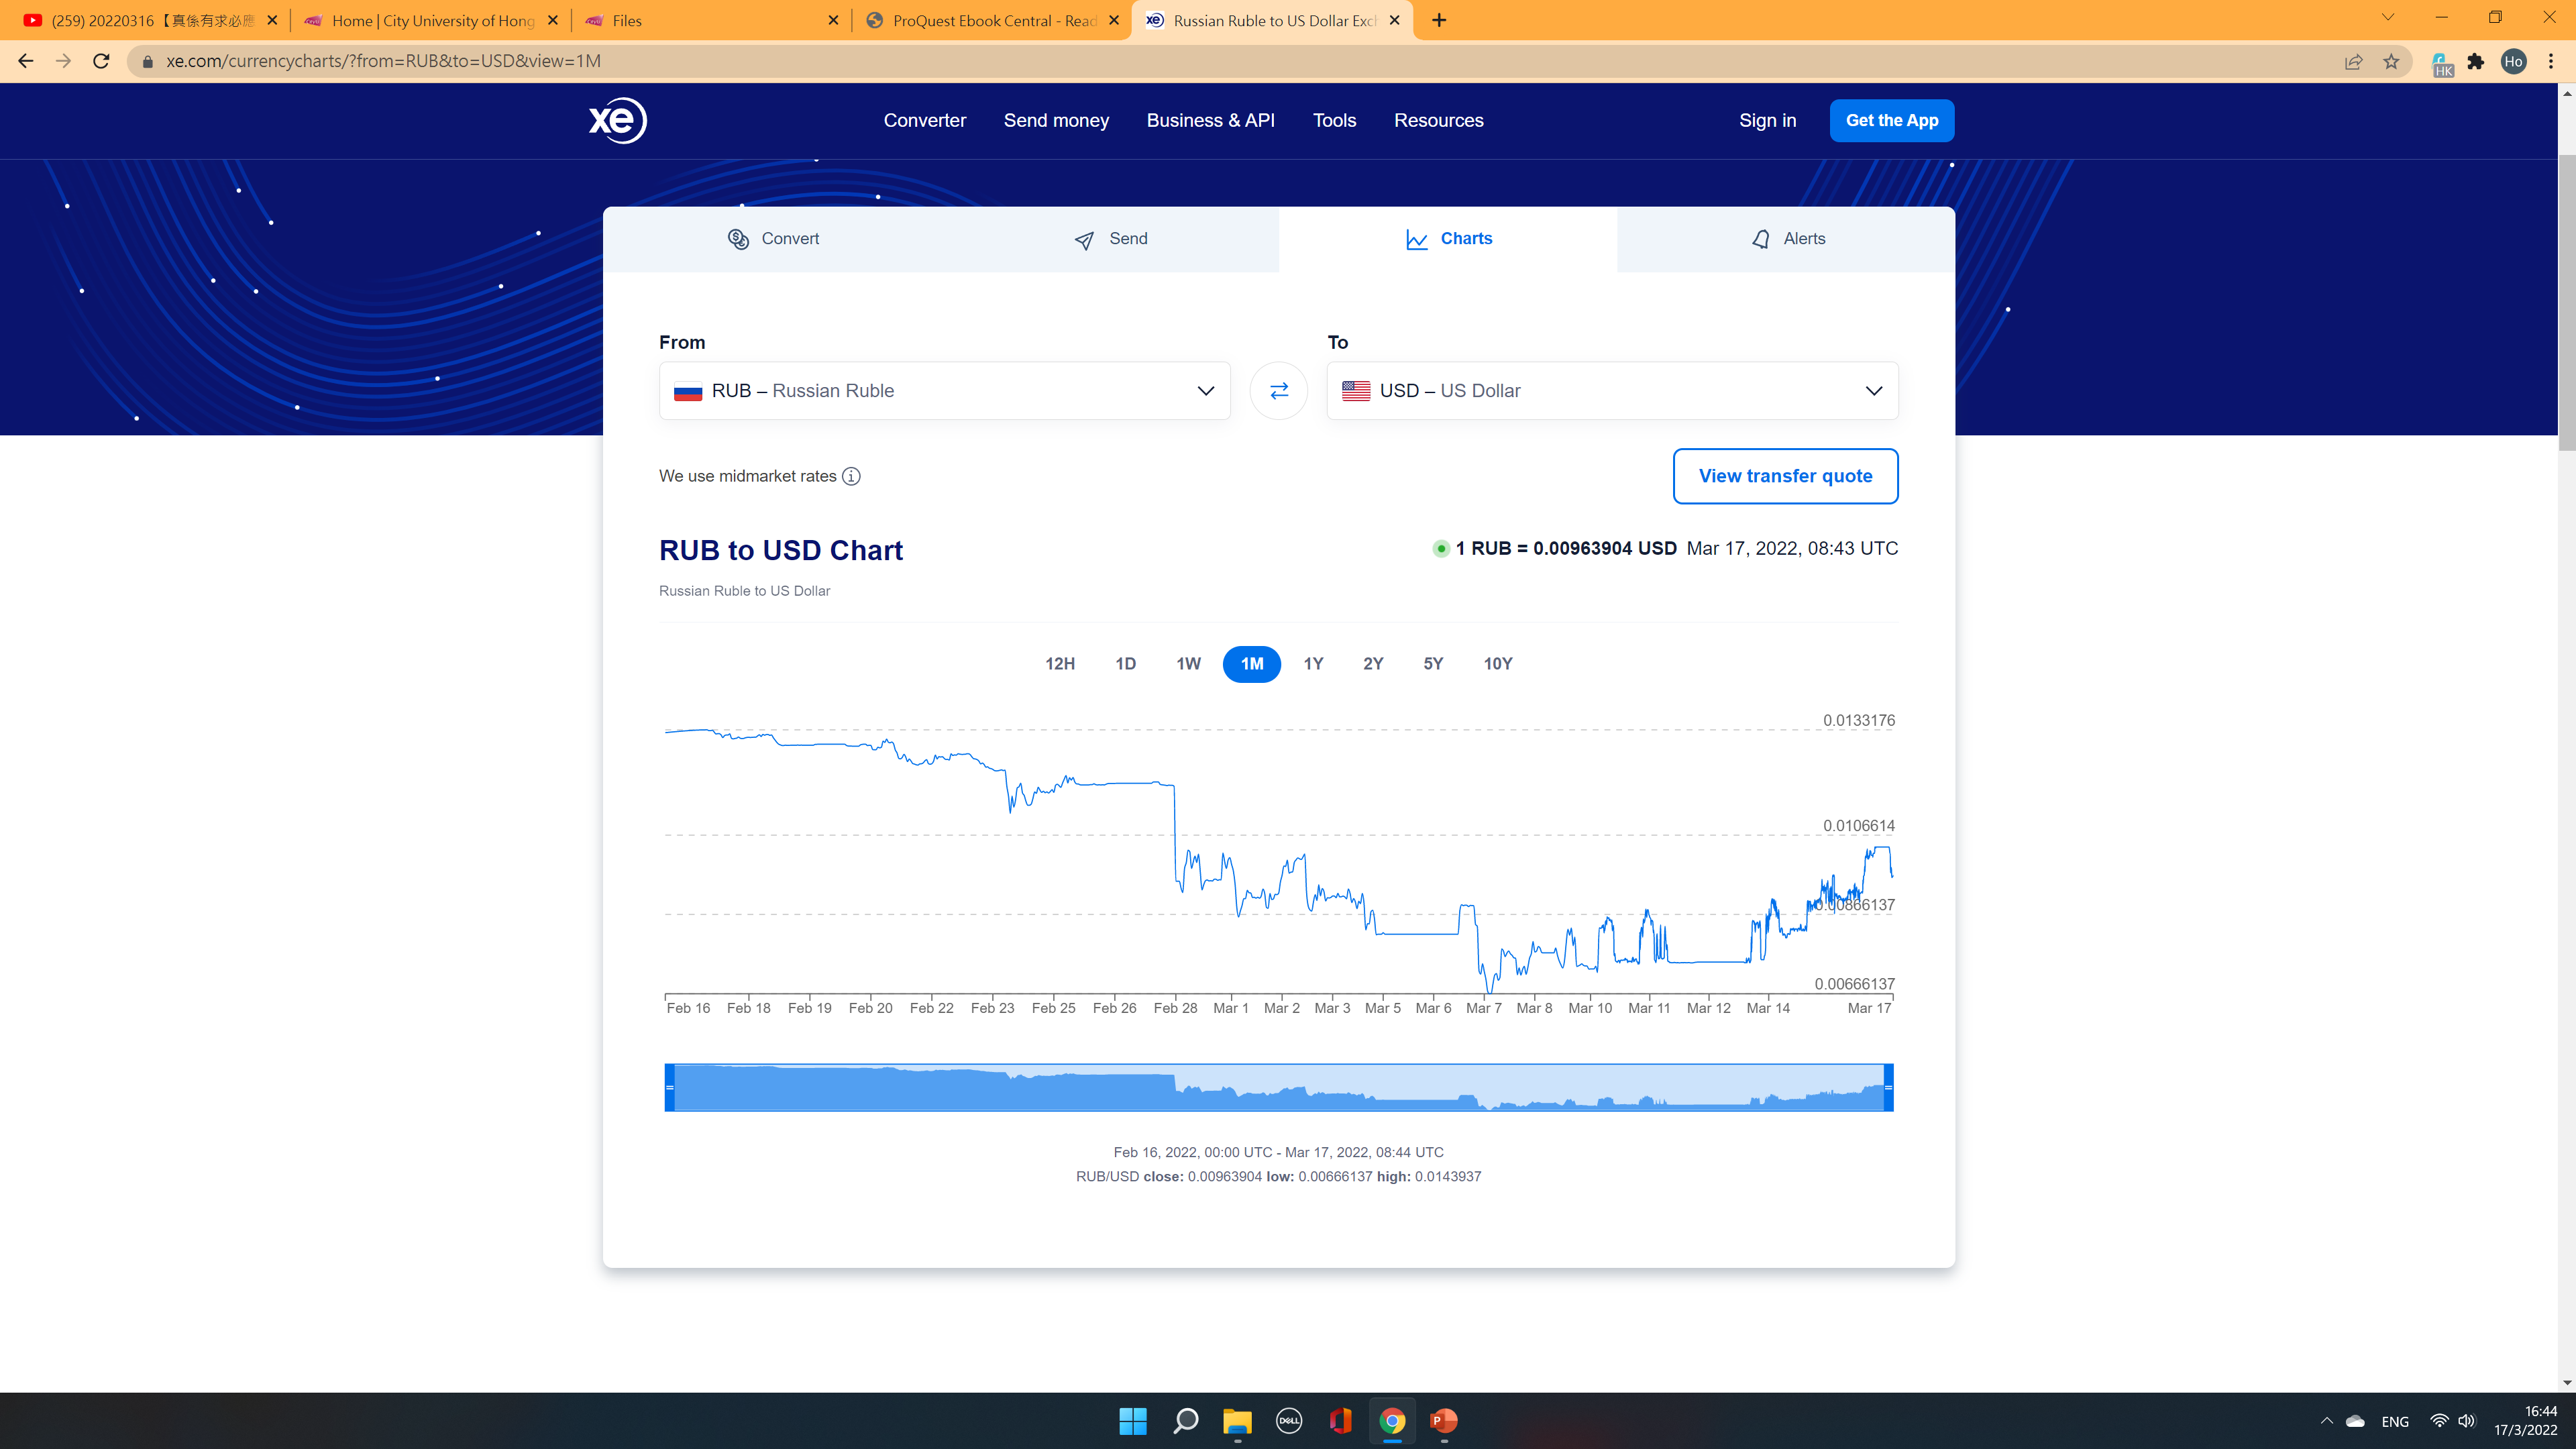 (259) 20220316【真係有求必應
Home | City University of Hong
Files
ProQuest Ebook Central - Read
xe Russian Ruble to US Dollar Exch
xe.com/currencycharts/?from=RUB&to=USD&view=1M
HK
Ho
xe
Converter
Send money
Business & API
Tools
Resources
Sign in
Get the App
Convert
Send
Charts
Alerts
From
To
RUB – Russian Ruble
USD – US Dollar
We use midmarket rates
View transfer quote
RUB to USD Chart
1 RUB = 0.00963904 USD Mar 17, 2022, 08:43 UTC
Russian Ruble to US Dollar
12H 1D 1W 1M 1Y 2Y 5Y 10Y
0.0133176
0.0106614
0.00866137
0.00666137
Feb 16 Feb 18 Feb 19 Feb 20 Feb 22 Feb 23 Feb 25 Feb 26 Feb 28 Mar 1 Mar 2 Mar 3 Mar 5 Mar 6 Mar 7 Mar 8 Mar 10 Mar 11 Mar 12 Mar 14 Mar 17
Feb 16, 2022, 00:00 UTC - Mar 17, 2022, 08:44 UTC
RUB/USD close: 0.00963904 low: 0.00666137 high: 0.0143937
DELL
P
ENG
16:44
17/3/2022